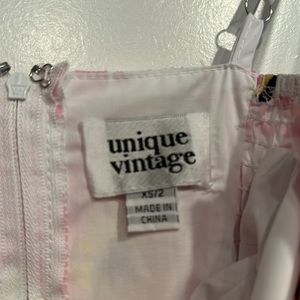 unique
vintage
XS/2
MADE IN
CHINA